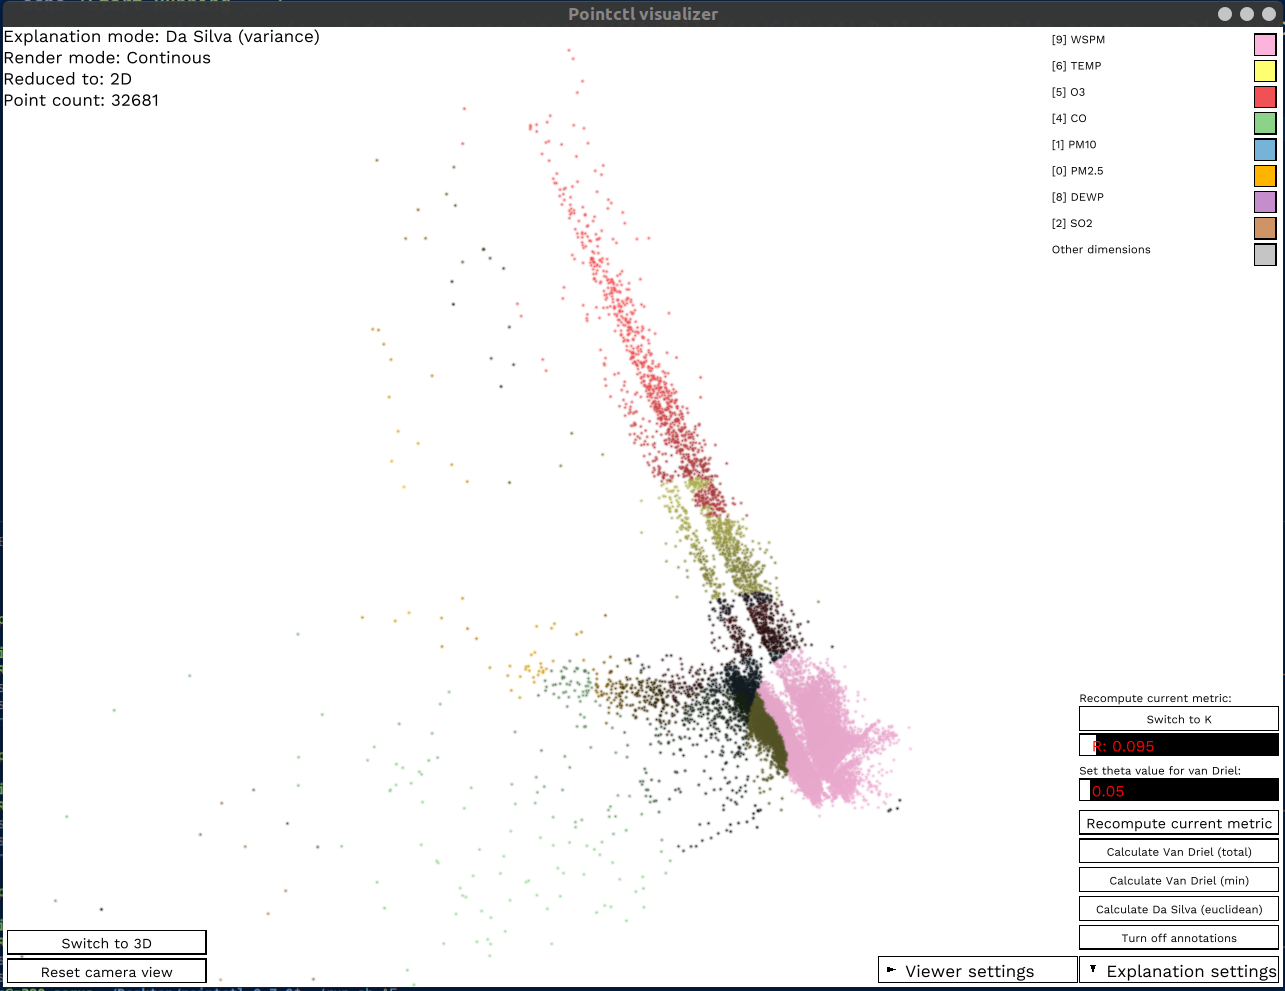 Pointctl visualizer
Explanation mode: Da Silva (variance)
Render mode: Continous
Reduced to: 2D
Point count: 32681
[9] WSPM
[6] TEMP
[5] O3
[4] CO
[1] PM10
[0] PM2.5
[8] DEWP
[2] SO2
Other dimensions
Recompute current metric:
Switch to K
R: 0.095
Set theta value for van Driel:
0.05
Recompute current metric
Calculate Van Driel (total)
Calculate Van Driel (min)
Calculate Da Silva (euclidean)
Turn off annotations
Switch to 3D
Reset camera view
Viewer settings
Explanation settings